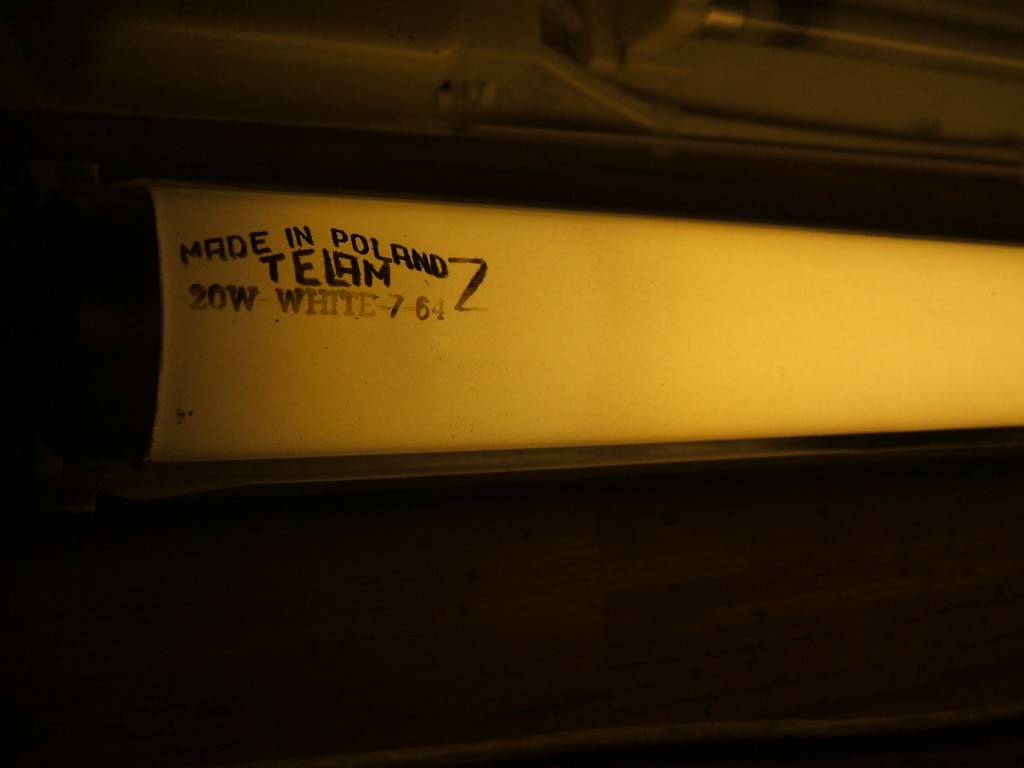 MADE IN POLAND
TELAM Z
20W WHITE-7-64